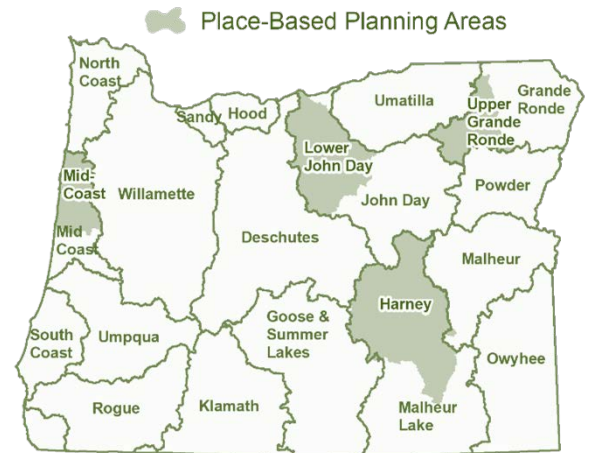 Place-Based Planning Areas
North
Coast
Sandy
Hood
Umatilla
Grande
Ronde
Upper
Grande
Ronde
Lower
John Day
Mid-
Coast
Willamette
John Day
Powder
Mid
Coast
Deschutes
Malheur
Harney
Goose &
Summer
Lakes
South
Coast
Umpqua
Owyhee
Rogue
Klamath
Malheur
Lake